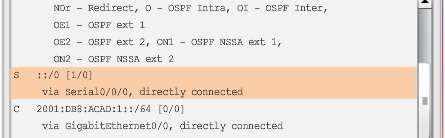 NDr - Redirect, O - OSPF Intra, OI - OSPF Inter,
OE1 - OSPF ext 1
OE2 - OSPF ext 2, ON1 - OSPF NSSA ext 1,
ON2 - OSPF NSSA ext 2
S ::/0 [1/0]
via Serial0/0/0, directly connected
C 2001:DB8:ACAD:1::/64 [0/0]
via GigabitEthernet0/0, directly connected